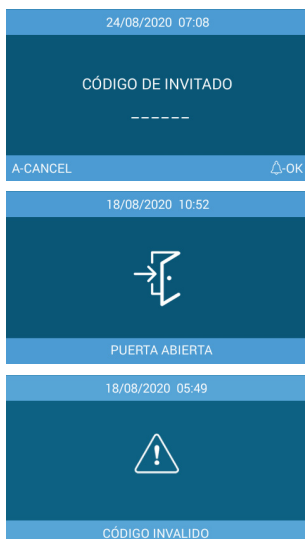 24/08/2020 07:08
CÓDIGO DE INVITADO
______
A-CANCEL 🔔-OK
18/08/2020 10:52
PUERTA ABIERTA
18/08/2020 05:49
CÓDIGO INVALIDO